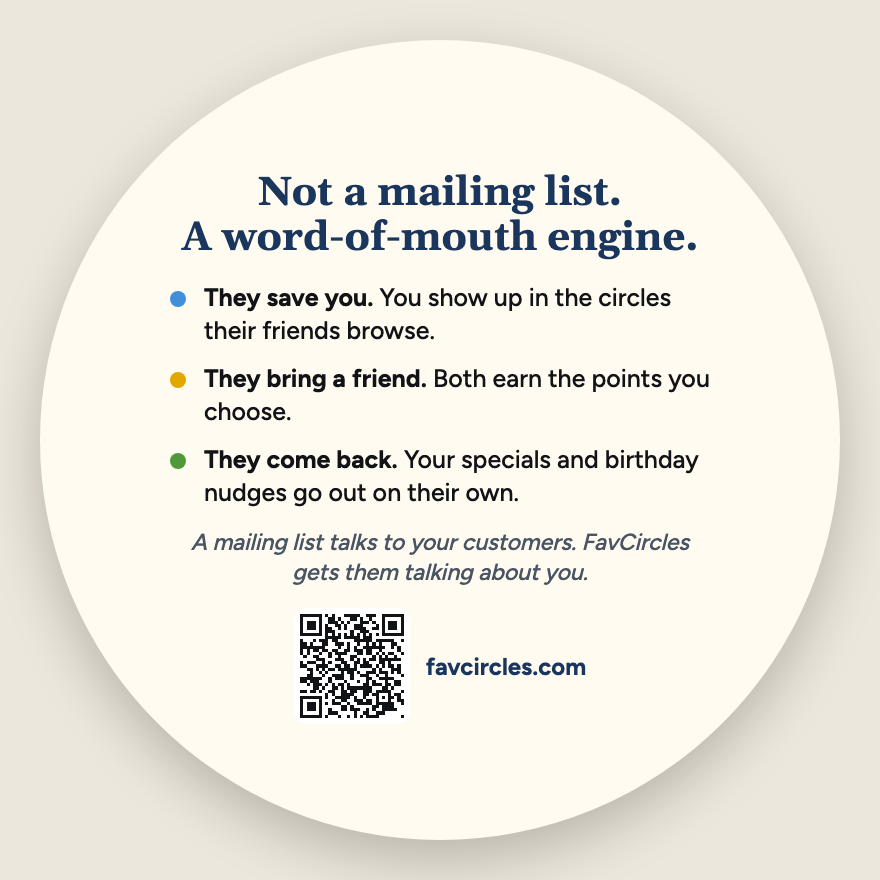 Not a mailing list.
A word-of-mouth engine.
They save you. You show up in the circles
their friends browse.
They bring a friend. Both earn the points you
choose.
They come back. Your specials and birthday
nudges go out on their own.
A mailing list talks to your customers. FavCircles
gets them talking about you.
favcircles.com